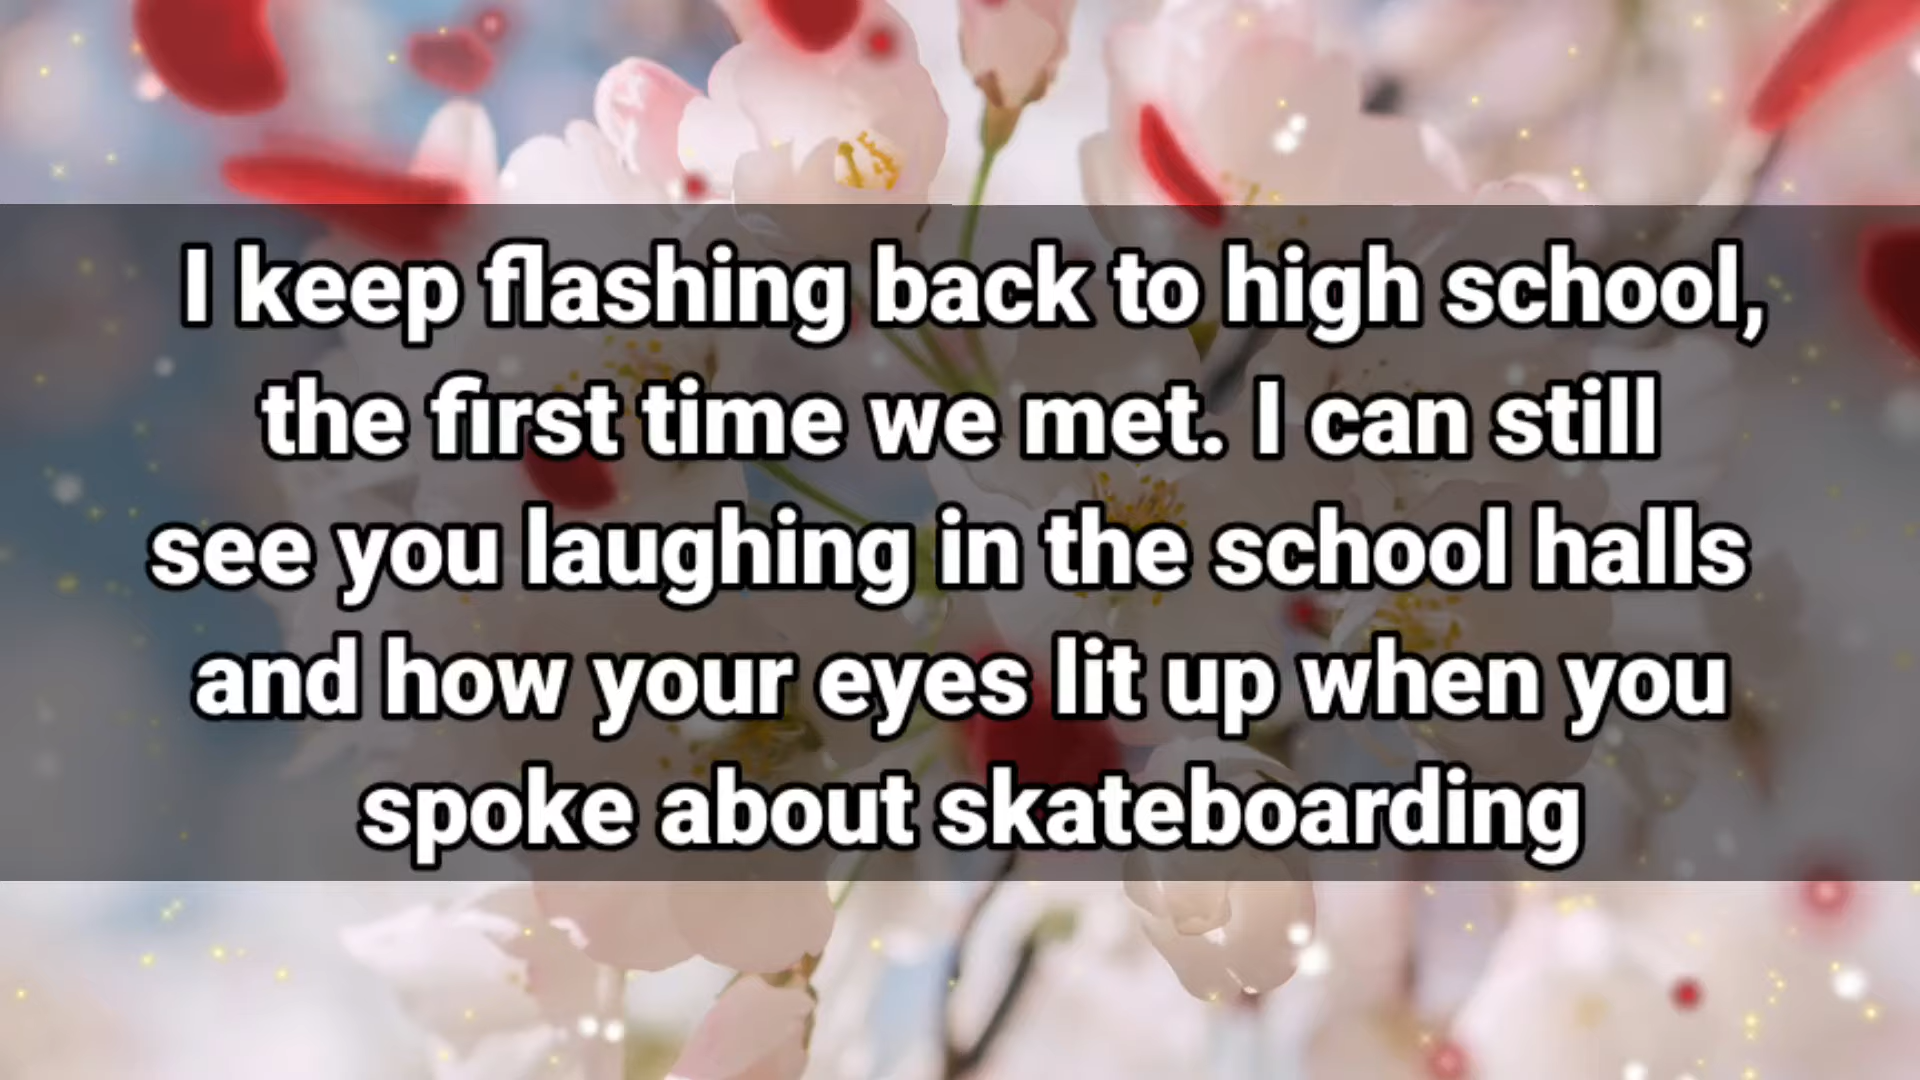 I keep flashing back to high school,
the first time we met. I can still
see you laughing in the school halls
and how your eyes lit up when you
spoke about skateboarding